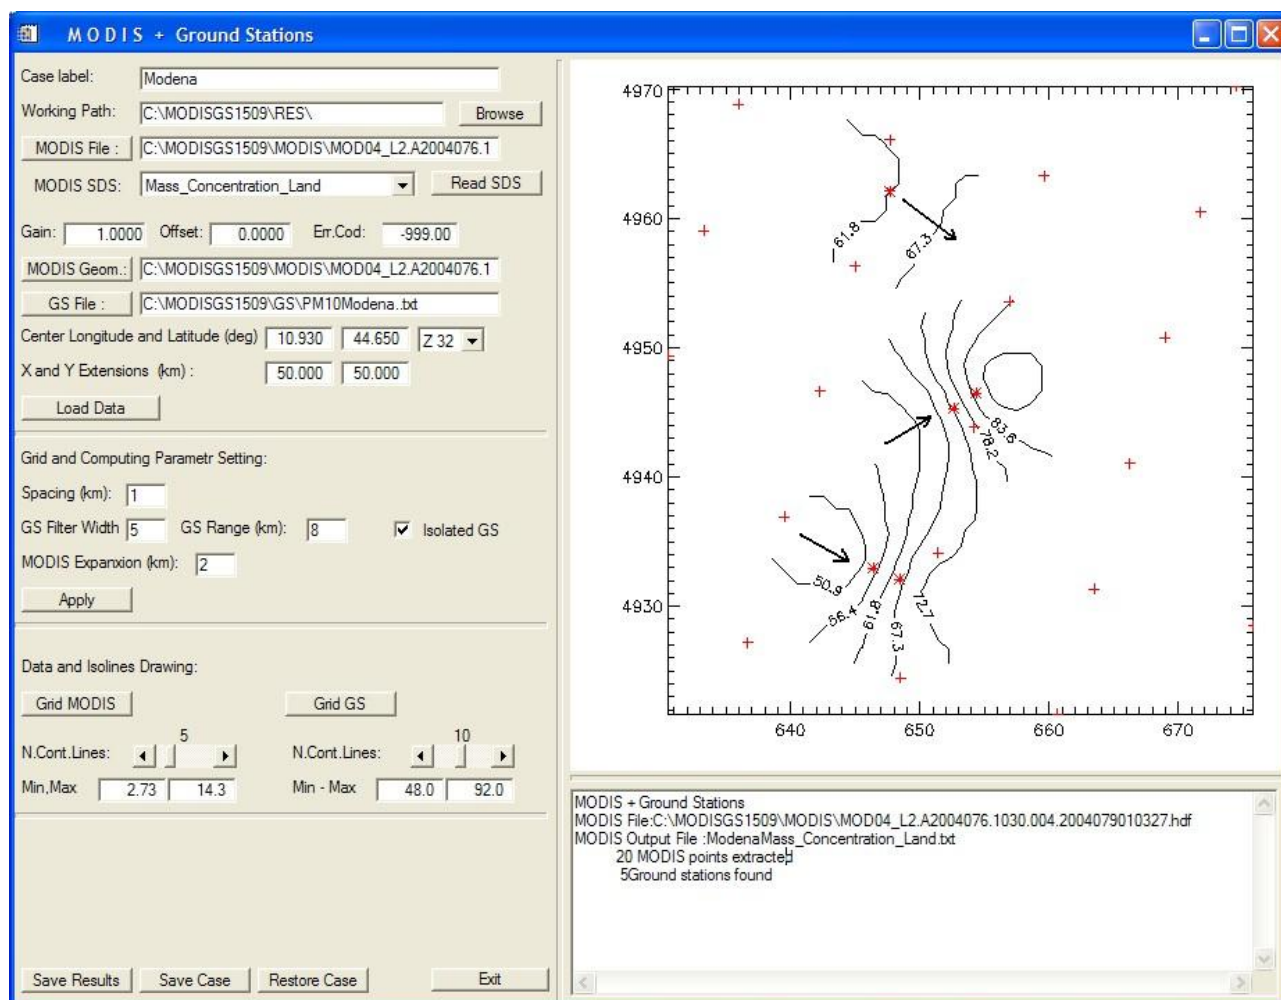 M O D I S + Ground Stations
Case label: Modena
Working Path: C:\MODISGS1509\RES\ Browse
MODIS File : C:\MODISGS1509\MODIS\MOD04_L2.A2004076.1
MODIS SDS: Mass_Concentration_Land Read SDS
Gain: 1.0000 Offset: 0.0000 Err.Cod: -999.00
MODIS Geom.: C:\MODISGS1509\MODIS\MOD04_L2.A2004076.1
GS File : C:\MODISGS1509\GS\PM10Modena..txt
Center Longitude and Latitude (deg) 10.930 44.650 Z 32
X and Y Extensions (km) : 50.000 50.000
Load Data
Grid and Computing Parametr Setting:
Spacing (km): 1
GS Filter Width 5 GS Range (km): 8 Isolated GS
MODIS Expanxion (km): 2
Apply
Data and Isolines Drawing:
Grid MODIS Grid GS
5 10
N.Cont.Lines: N.Cont.Lines:
Min,Max 2.73 14.3 Min - Max 48.0 92.0
Save Results Save Case Restore Case Exit
4970
4960
4950
4940
4930
640 650 660 670
61.8
67.3
83.6
78.2
50.9
56.4
61.8
67.3
72.7
MODIS + Ground Stations
MODIS File:C:\MODISGS1509\MODIS\MOD04_L2.A2004076.1030.004.2004079010327.hdf
MODIS Output File :ModenaMass_Concentration_Land.txt
20 MODIS points extracted
5Ground stations found